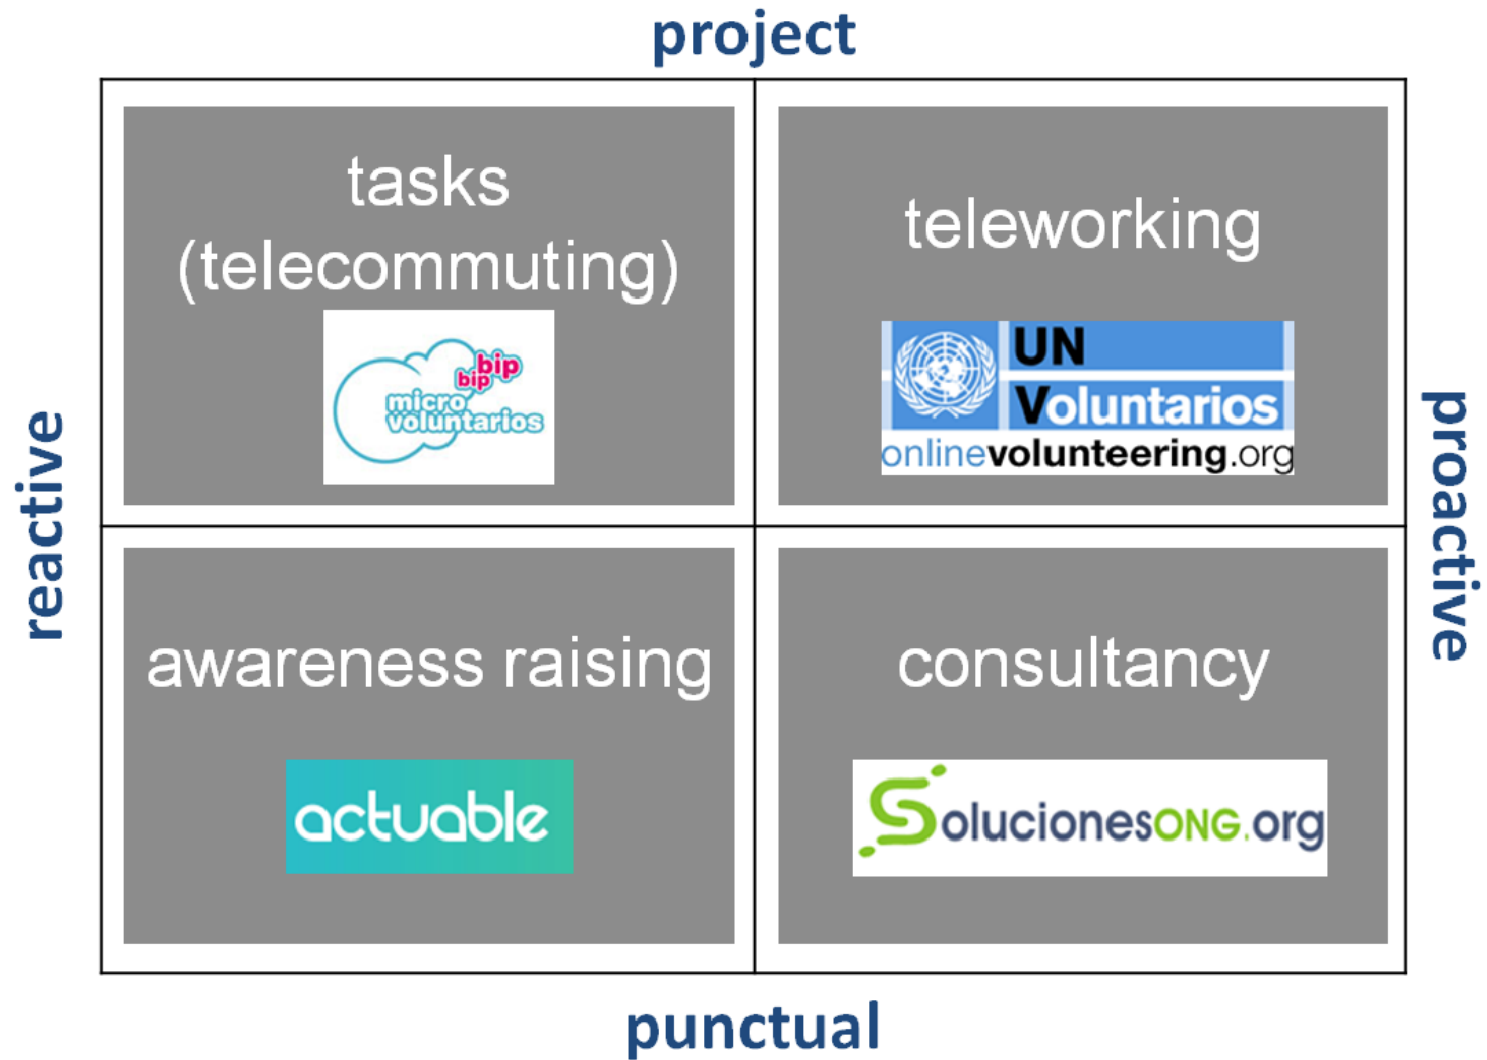 project
tasks
(telecommuting)
bip
bip
micro
voluntarios
teleworking
UN
Voluntarios
onlinevolunteering.org
reactive
proactive
awareness raising
actuable
consultancy
SolucionesONG.org
punctual